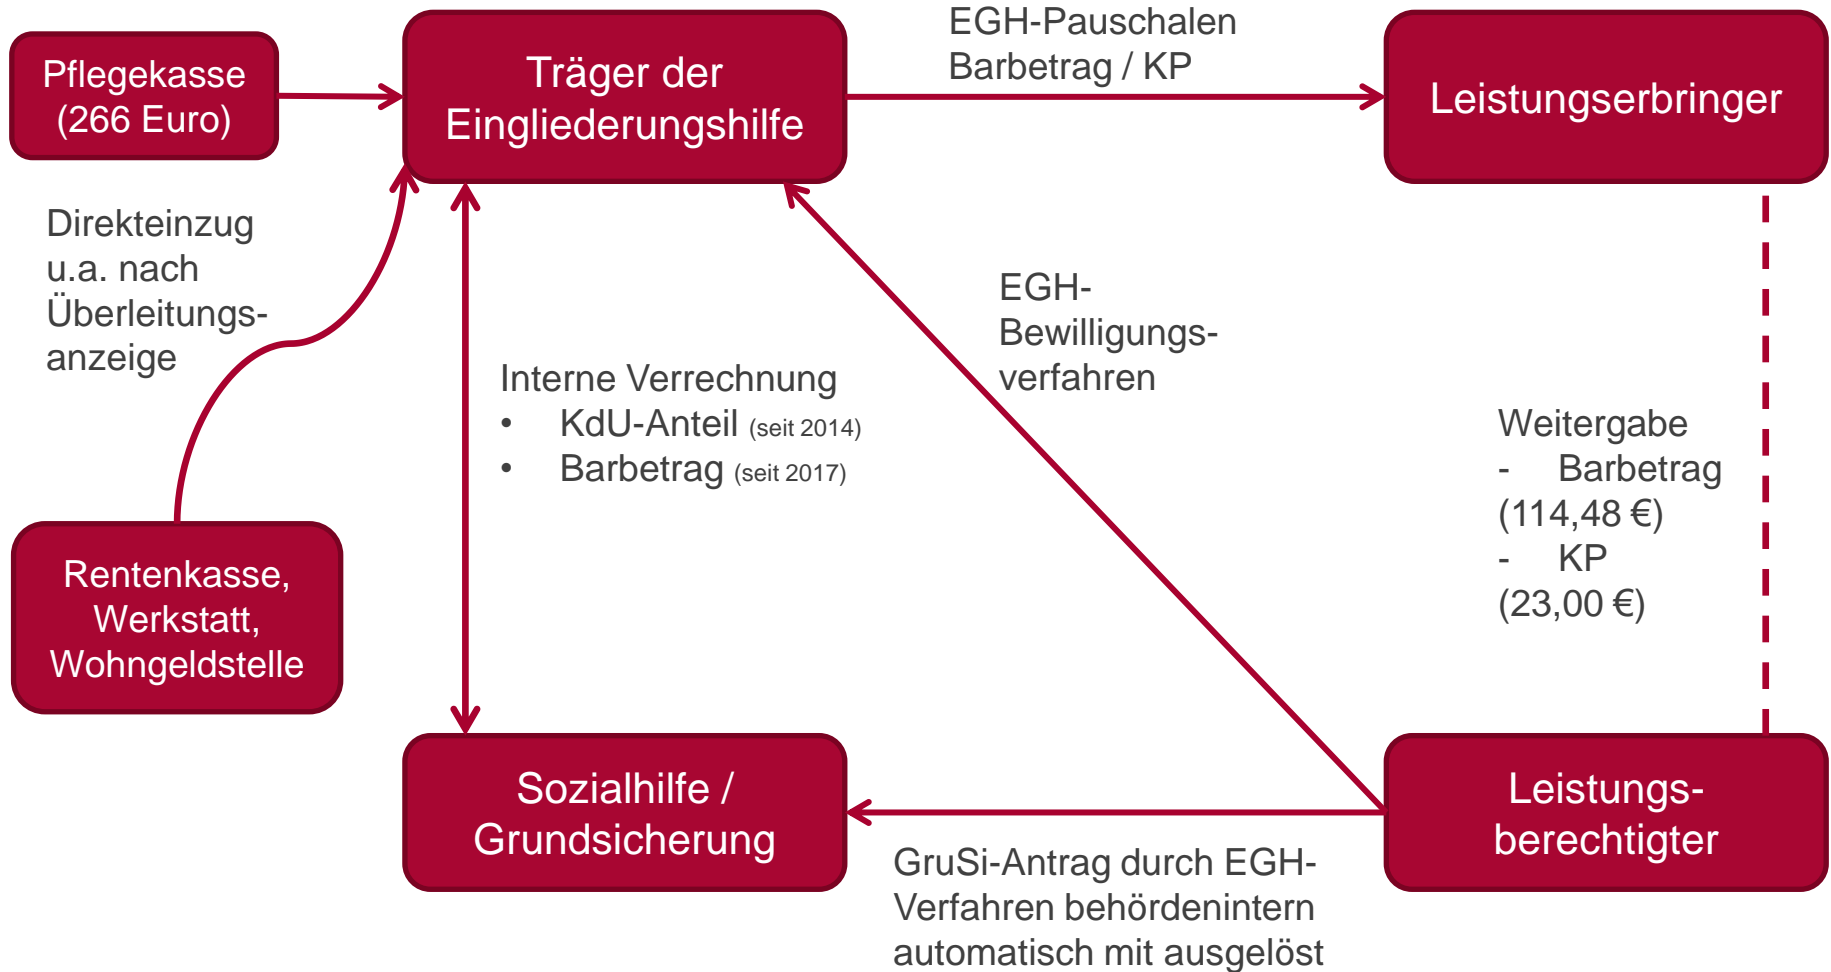 Pflegekasse
(266 Euro)
Träger der
Eingliederungshilfe
EGH-Pauschalen
Barbetrag / KP
Leistungserbringer
Direkteinzug
u.a. nach
Überleitungs-
anzeige
EGH-
Bewilligungs-
verfahren
Interne Verrechnung
• KdU-Anteil (seit 2014)
• Barbetrag (seit 2017)
Weitergabe
- Barbetrag
(114,48 €)
- KP
(23,00 €)
Rentenkasse,
Werkstatt,
Wohngeldstelle
Sozialhilfe /
Grundsicherung
Leistungs-
berechtigter
GruSi-Antrag durch EGH-
Verfahren behördenintern
automatisch mit ausgelöst